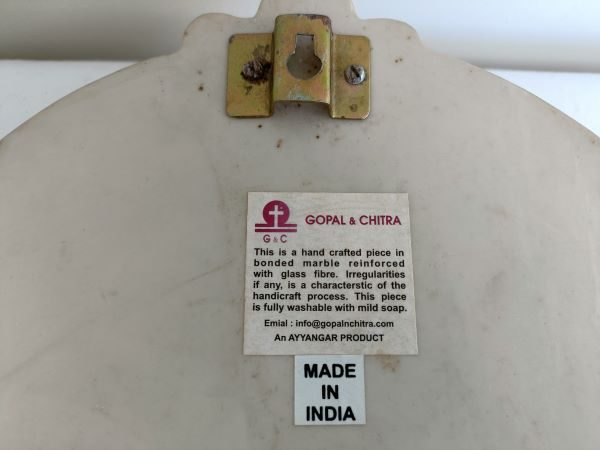 G & C
GOPAL & CHITRA
This is a hand crafted piece in
bonded marble reinforced
with glass fibre. Irregularities
if any, is a characterstic of the
handicraft process. This piece
is fully washable with mild soap.
Emial : info@gopalnchitra.com
An AYYANGAR PRODUCT
MADE
IN
INDIA